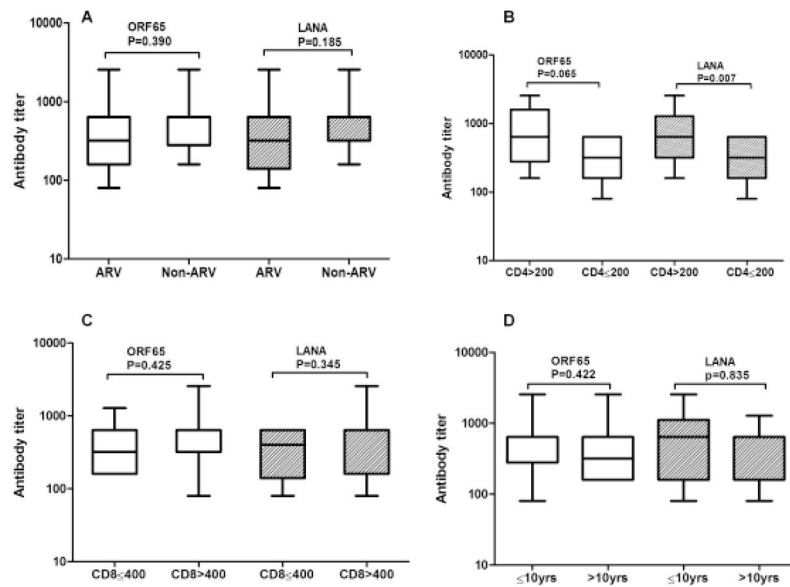 A
ORF65
P=0.390
LANA
P=0.185
10000
1000
100
10
Antibody titer
ARV Non-ARV ARV Non-ARV
B
ORF65
P=0.065
LANA
P=0.007
10000
1000
100
10
Antibody titer
CD4>200 CD4≤200 CD4>200 CD4≤200
C
ORF65
P=0.425
LANA
P=0.345
10000
1000
100
10
Antibody titer
CD8≤400 CD8>400 CD8≤400 CD8>400
D
ORF65
P=0.422
LANA
p=0.835
10000
1000
100
10
Antibody titer
≤10yrs >10yrs ≤10yrs >10yrs